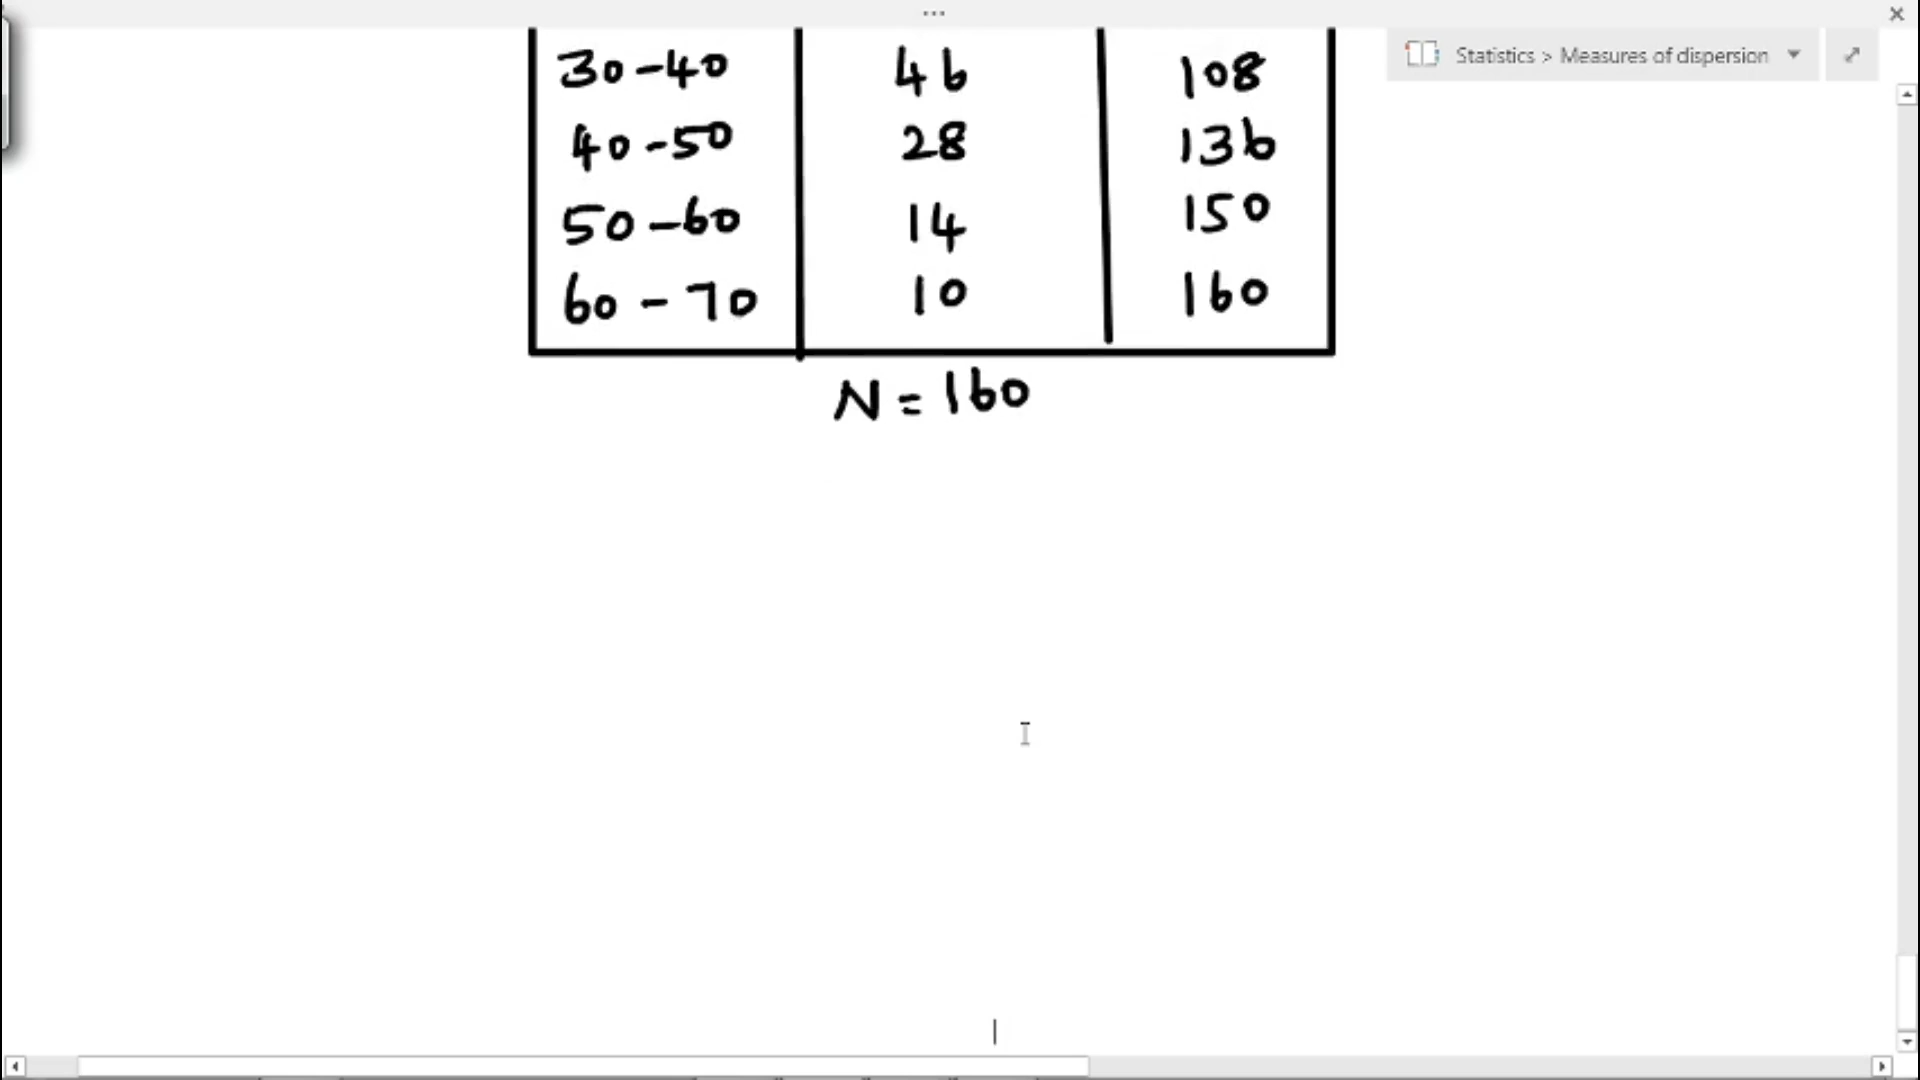 Statistics > Measures of dispersion
30-40 46 108
40-50 28 136
50-60 14 150
60-70 10 160
N = 160